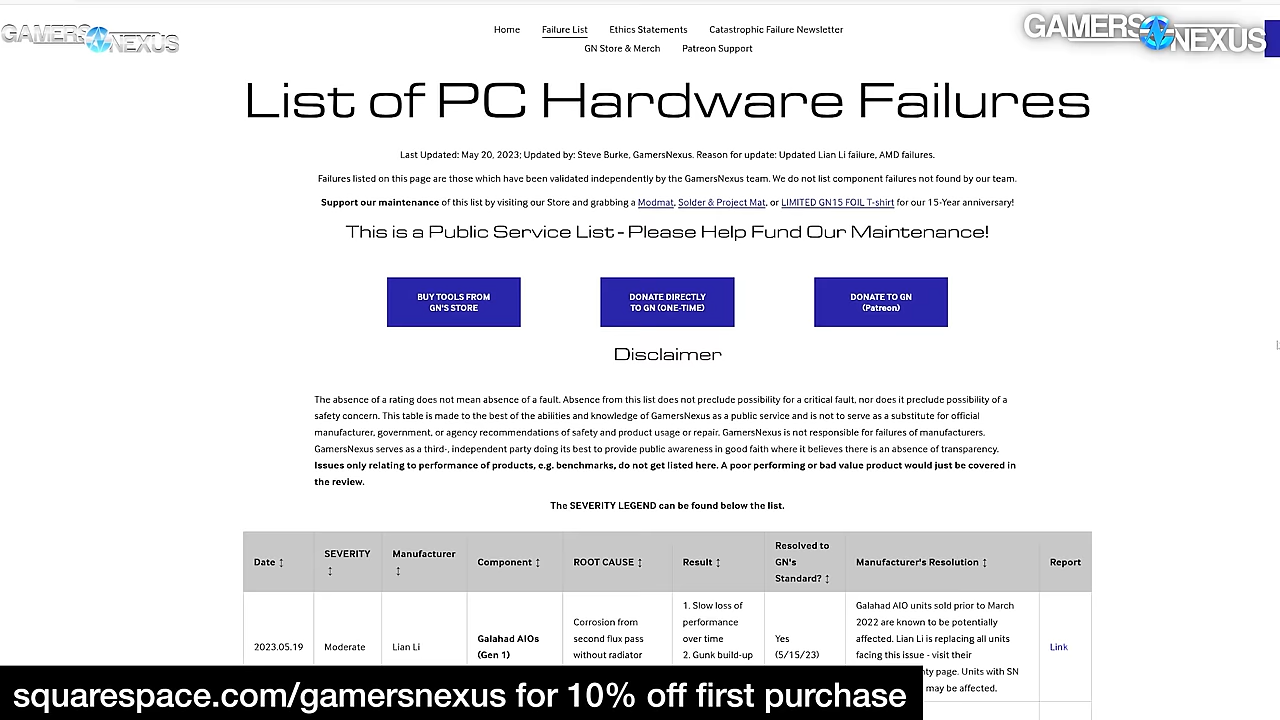 GAMERS NEXUS
Home Failure List Ethics Statements Catastrophic Failure Newsletter
GN Store & Merch Patreon Support
GAMERS NEXUS
List of PC Hardware Failures
Last Updated: May 20, 2023; Updated by: Steve Burke, GamersNexus. Reason for update: Updated Lian Li failure, AMD failures.
Failures listed on this page are those which have been validated independently by the GamersNexus team. We do not list component failures not found by our team.
Support our maintenance of this list by visiting our Store and grabbing a Modmat, Solder & Project Mat, or LIMITED GN15 FOIL T-shirt for our 15-Year anniversary!
This is a Public Service List - Please Help Fund Our Maintenance!
BUY TOOLS FROM
GN'S STORE
DONATE DIRECTLY
TO GN (ONE-TIME)
DONATE TO GN
(Patreon)
Disclaimer
The absence of a rating does not mean absence of a fault. Absence from this list does not preclude possibility for a critical fault, nor does it preclude possibility of a
safety concern. This table is made to the best of the abilities and knowledge of GamersNexus as a public service and is not to serve as a substitute for official
manufacturer, government, or agency recommendations of safety and product usage or repair. GamersNexus is not responsible for failures of manufacturers.
GamersNexus serves as a third-, independent party doing its best to provide public awareness in good faith where it believes there is an absence of transparency.
Issues only relating to performance of products, e.g. benchmarks, do not get listed here. A poor performing or bad value product would just be covered in
the review.
The SEVERITY LEGEND can be found below the list.
Date ↕
SEVERITY
↕
Manufacturer
↕
Component ↕
ROOT CAUSE ↕
Result ↕
Resolved to
GN's
Standard? ↕
Manufacturer's Resolution ↕
Report
2023.05.19
Moderate
Lian Li
Galahad AIOs
(Gen 1)
Corrosion from
second flux pass
without radiator
1. Slow loss of
performance
over time
2. Gunk build-up
Yes
(5/15/23)
Galahad AIO units sold prior to March
2022 are known to be potentially
affected. Lian Li is replacing all units
facing this issue - visit their
page. Units with SN
may be affected.
Link
squarespace.com/gamersnexus for 10% off first purchase